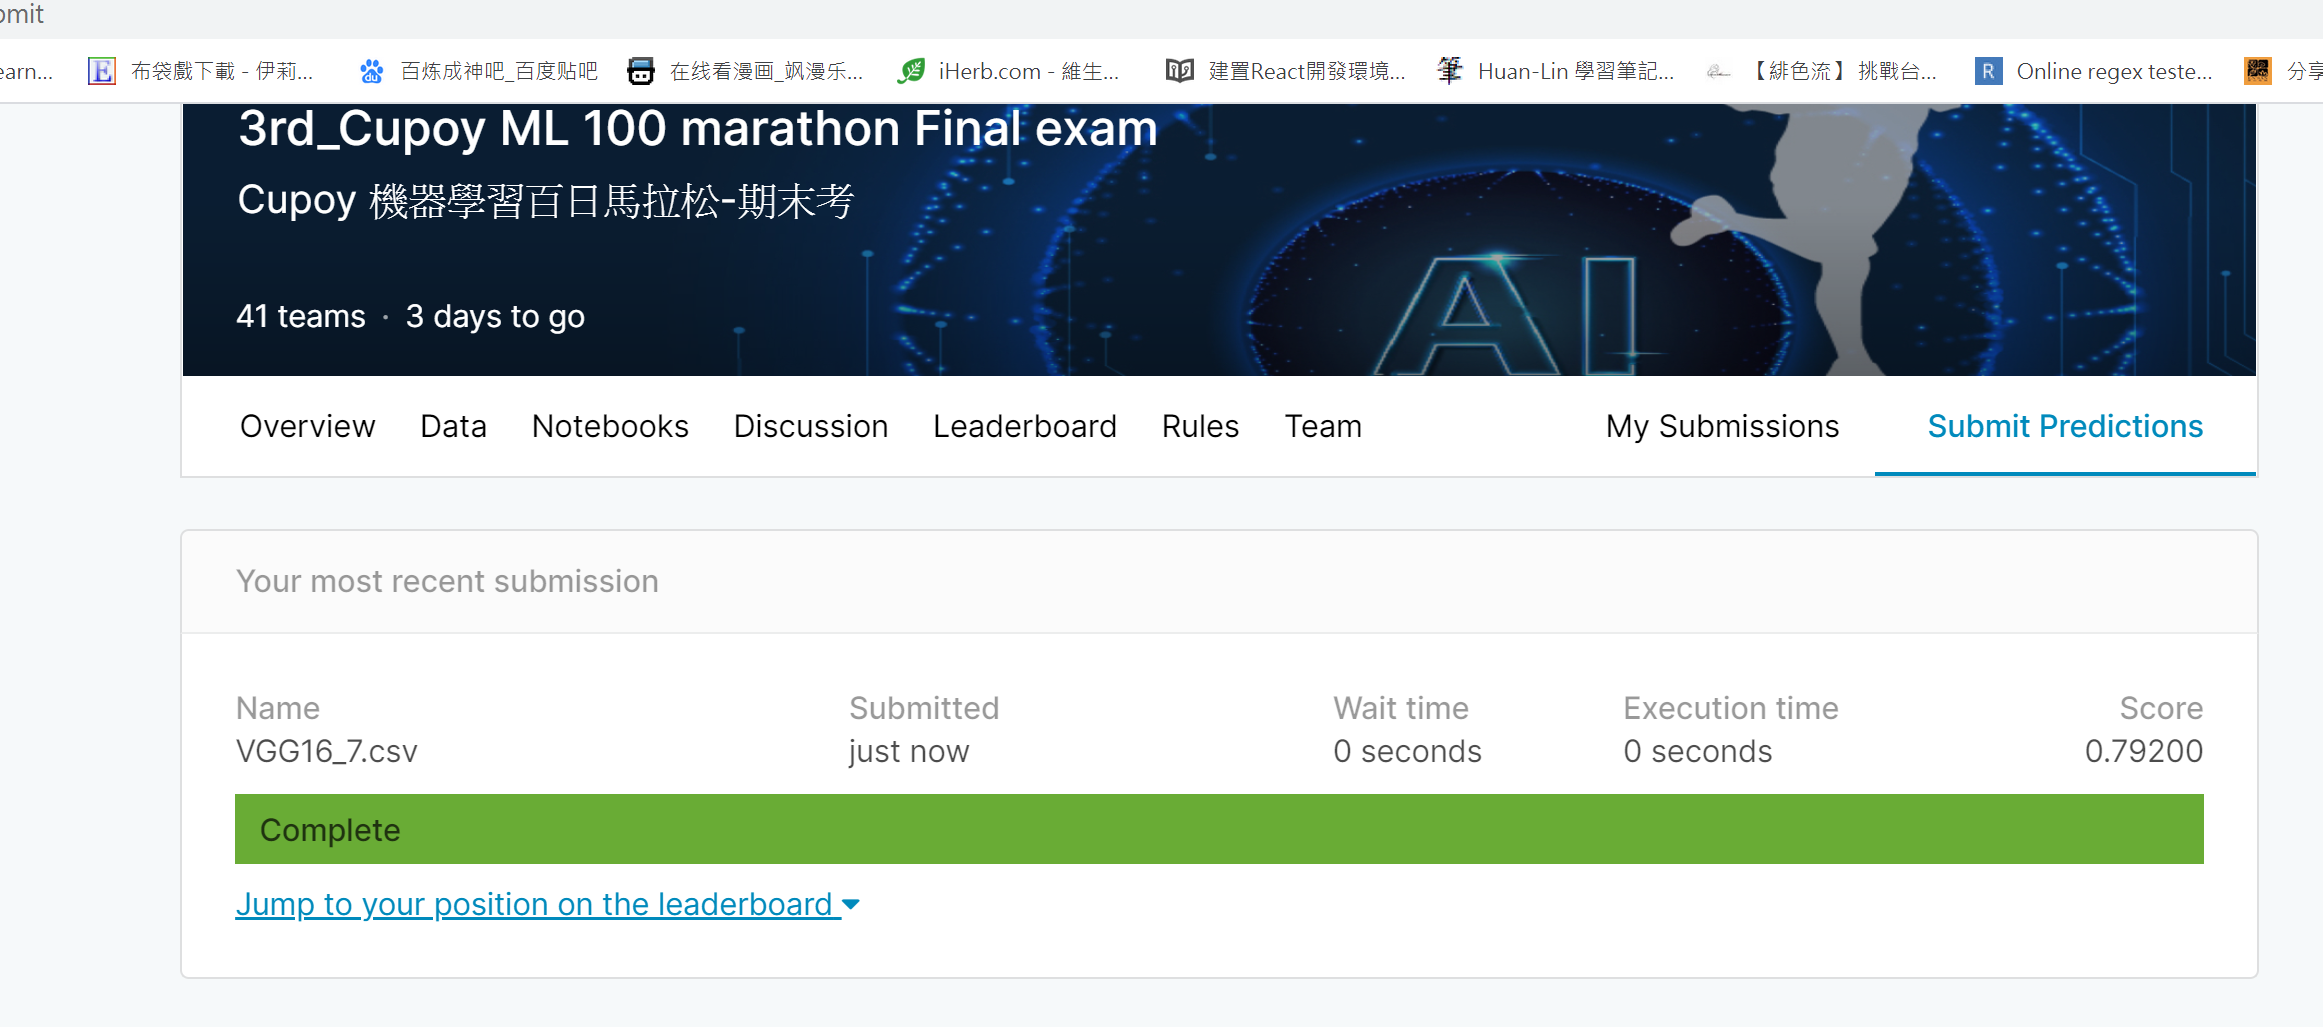 omit
earn... 布袋戲下載 - 伊莉... 百炼成神吧_百度贴吧 在线看漫画_飒漫乐... iHerb.com - 維生... 建置React開發環境... Huan-Lin 學習筆記... 【緋色流】 挑戰台... Online regex teste... 分享
3rd_Cupoy ML 100 marathon Final exam
Cupoy 機器學習百日馬拉松-期末考
AI
41 teams · 3 days to go
Overview Data Notebooks Discussion Leaderboard Rules Team My Submissions Submit Predictions
Your most recent submission
Name Submitted Wait time Execution time Score
VGG16_7.csv just now 0 seconds 0 seconds 0.79200
Complete
Jump to your position on the leaderboard